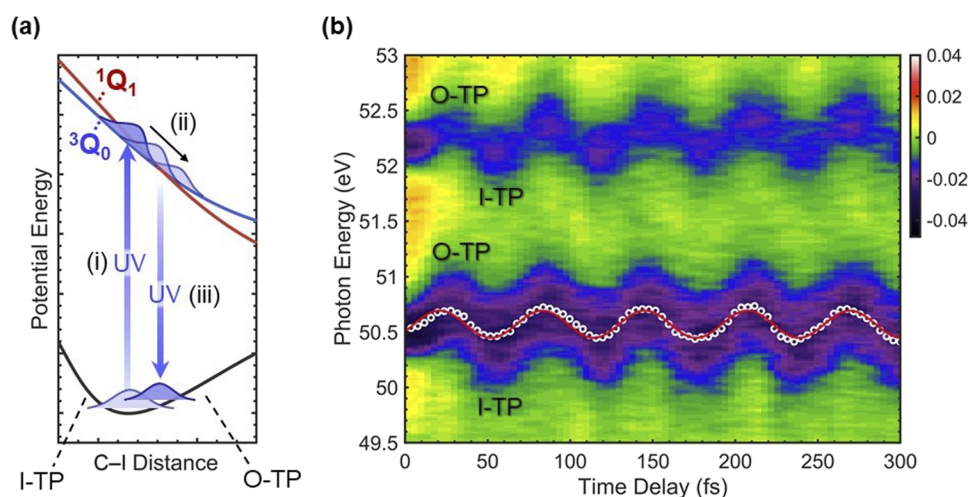 (a)
¹Q₁
³Q₀
(ii)
(i) UV
UV (iii)
Potential Energy
I-TP
C–I Distance
O-TP
(b)
Photon Energy (eV)
53
52.5
52
51.5
51
50.5
50
49.5
O-TP
I-TP
O-TP
I-TP
0
50
100
150
200
250
300
Time Delay (fs)
0.04
0.02
0
-0.02
-0.04